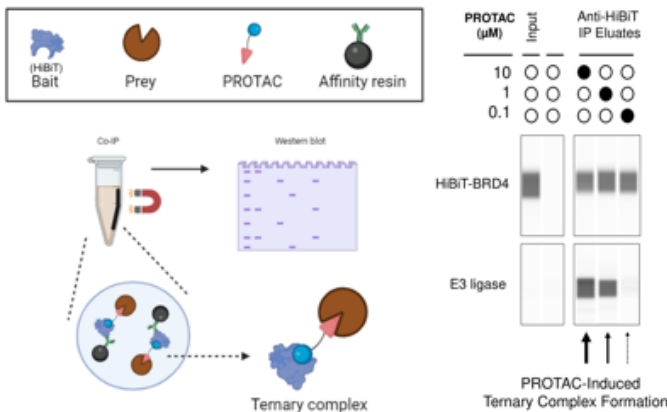 (HiBiT)
Bait
Prey
PROTAC
Affinity resin
Co-IP
Western blot
Ternary complex
PROTAC
(μM)
Input
Anti-HiBiT
IP Eluates
10
1
0.1
HiBiT-BRD4
E3 ligase
PROTAC-Induced
Ternary Complex Formation